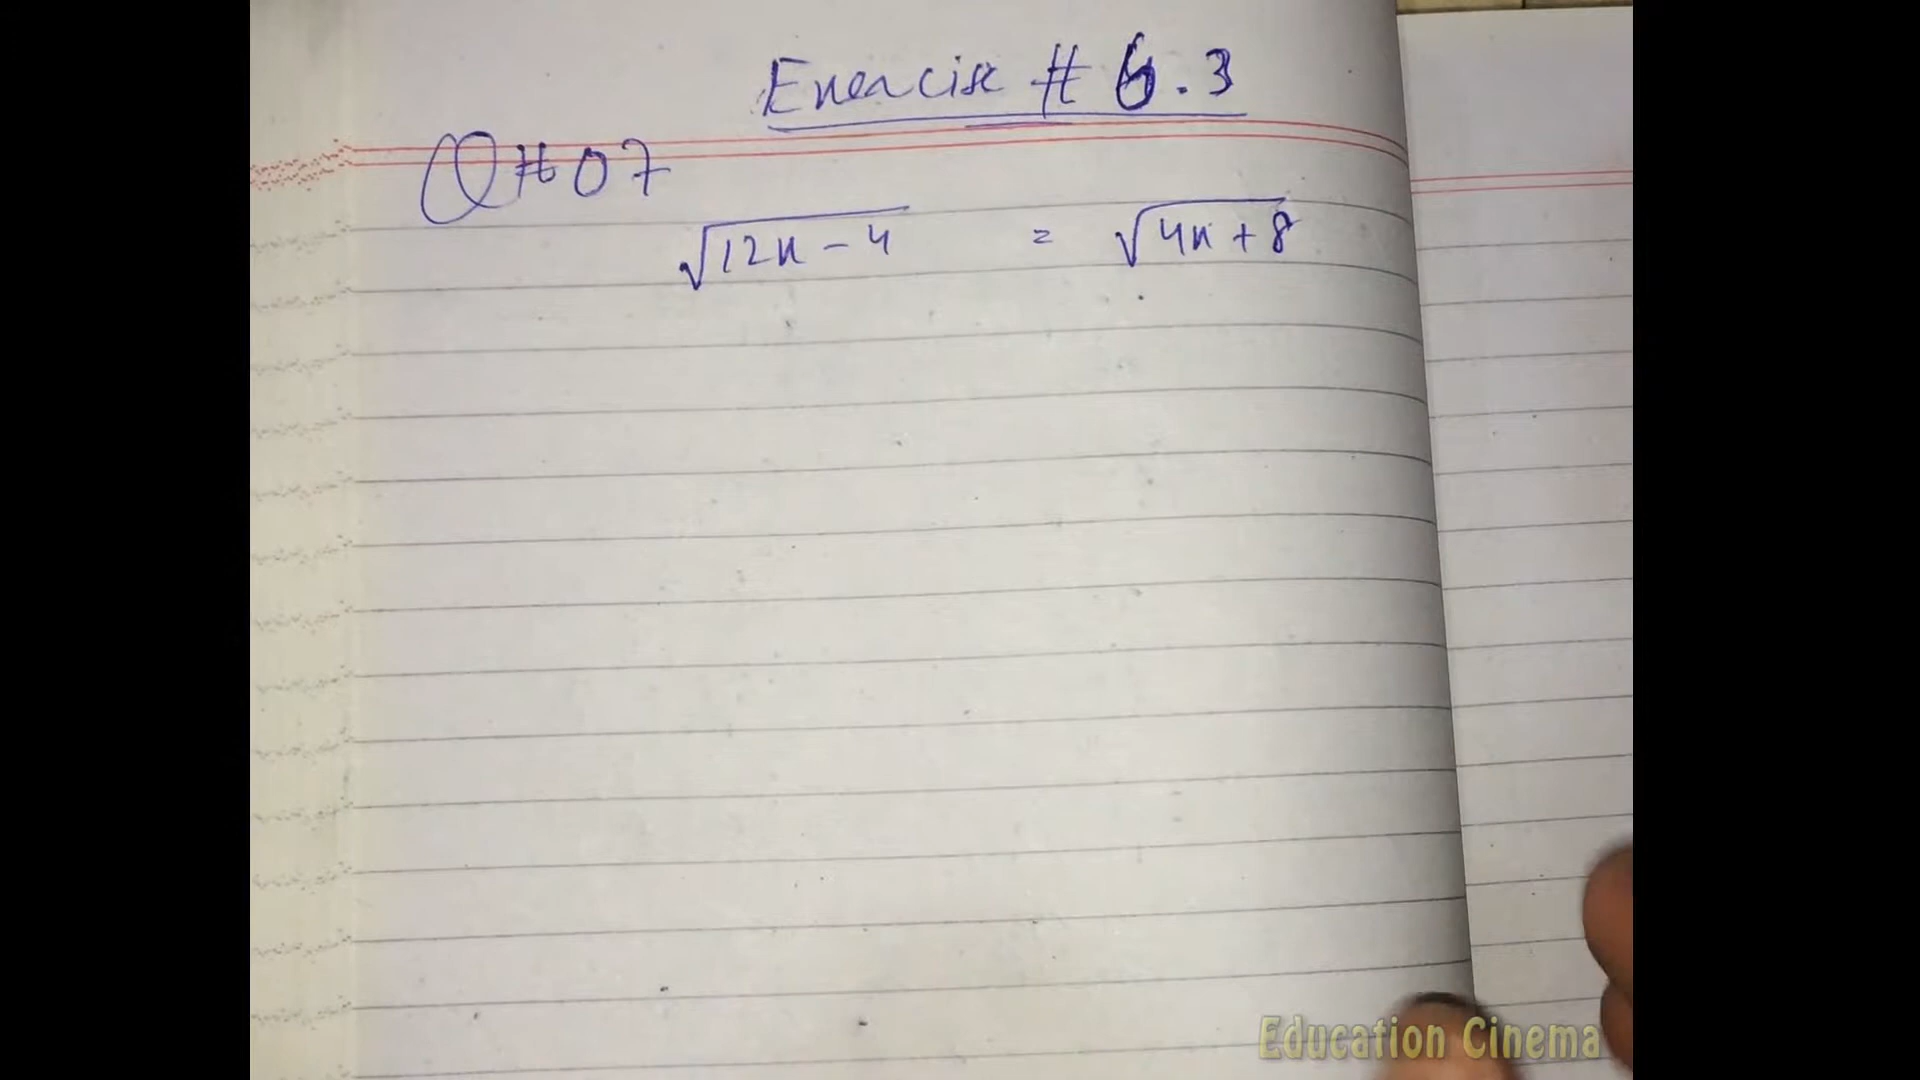 Exercise # 6.3
Q#07
√12x - 4 = √4x + 8
Education Cinema